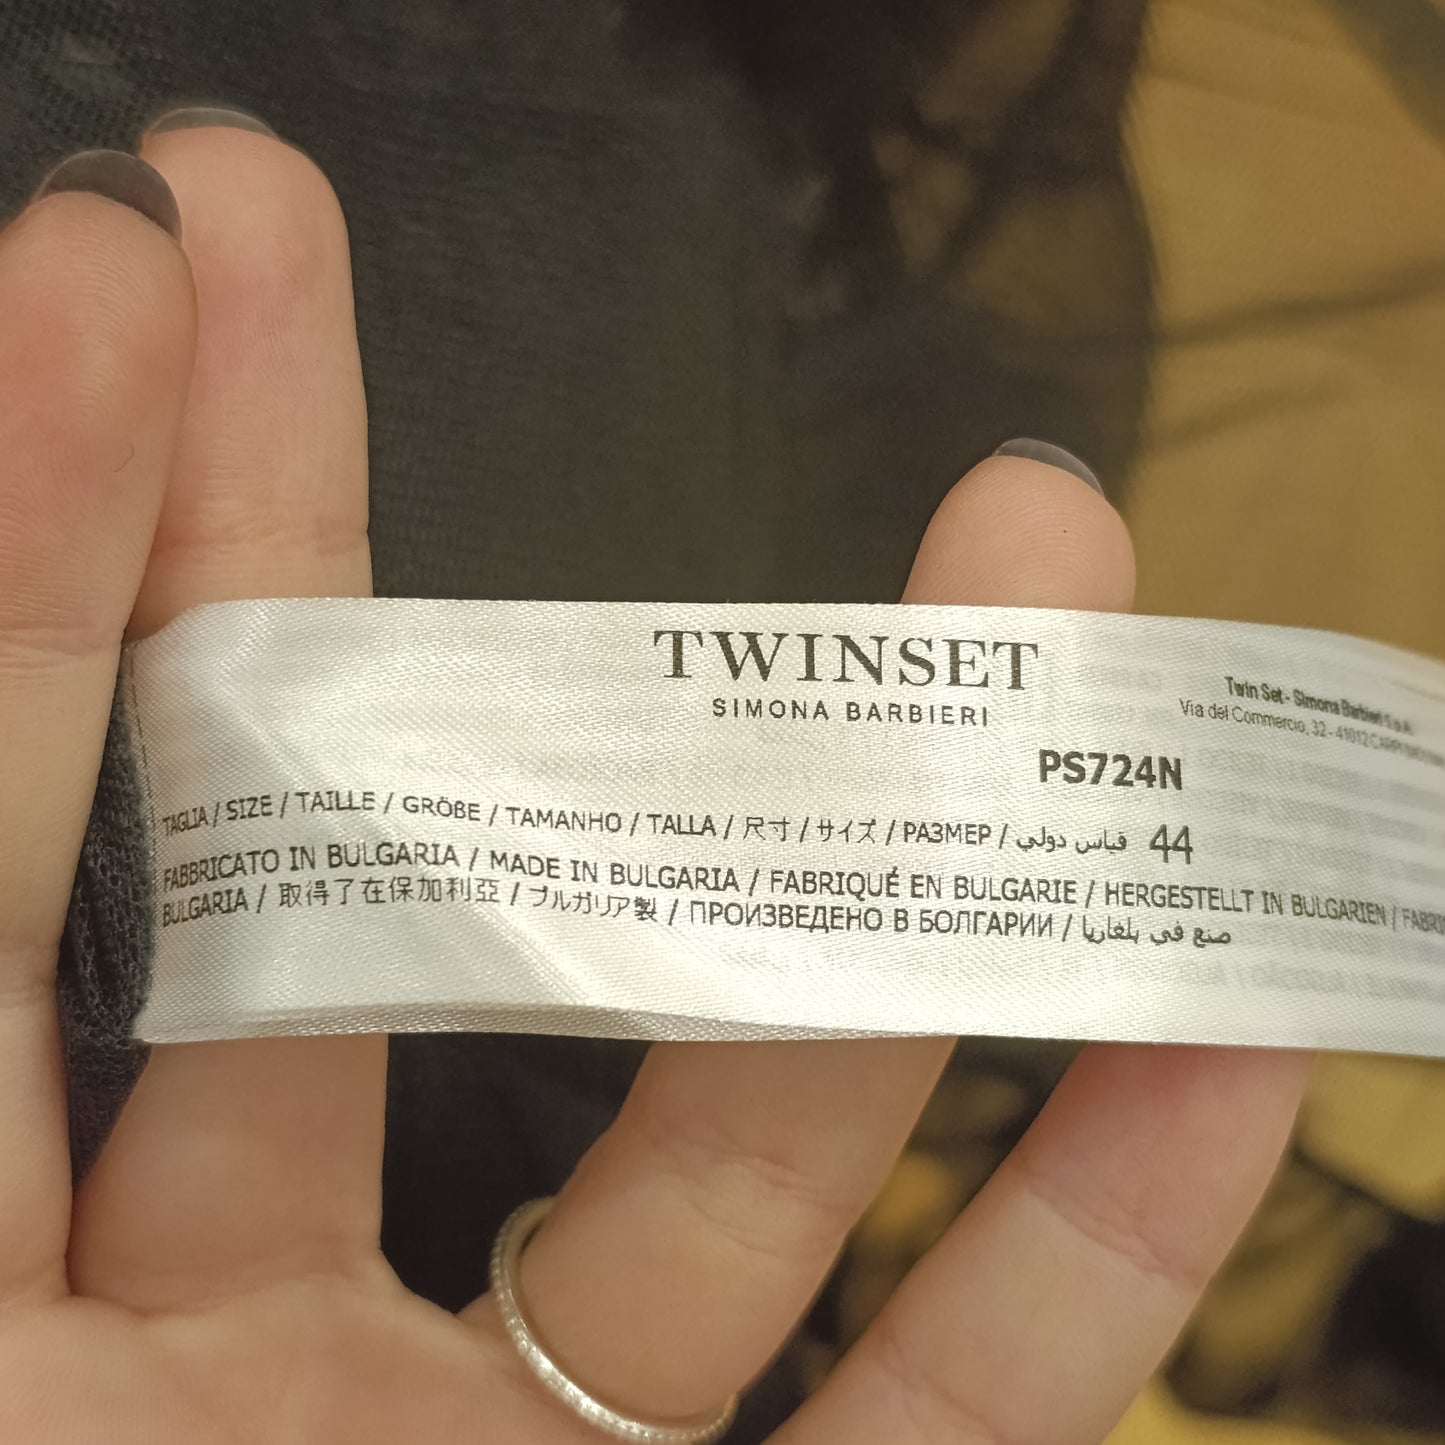 TWINSET
SIMONA BARBIERI
Twin Set - Simona Barbieri S.p.A.
Via del Commercio, 32 - 41012 CARPI
PS724N
TAGLIA / SIZE / TAILLE / GRÖBE / TAMANHO / TALLA / 尺寸 / サイズ / РАЗМЕР / قياس دولي 44
FABBRICATO IN BULGARIA / MADE IN BULGARIA / FABRIQUÉ EN BULGARIE / HERGESTELLT IN BULGARIEN / FABRIC
BULGARIA / 取得了在保加利亞 / ブルガリア製 / ПРОИЗВЕДЕНО В БОЛГАРИИ / صنع في بلغاريا